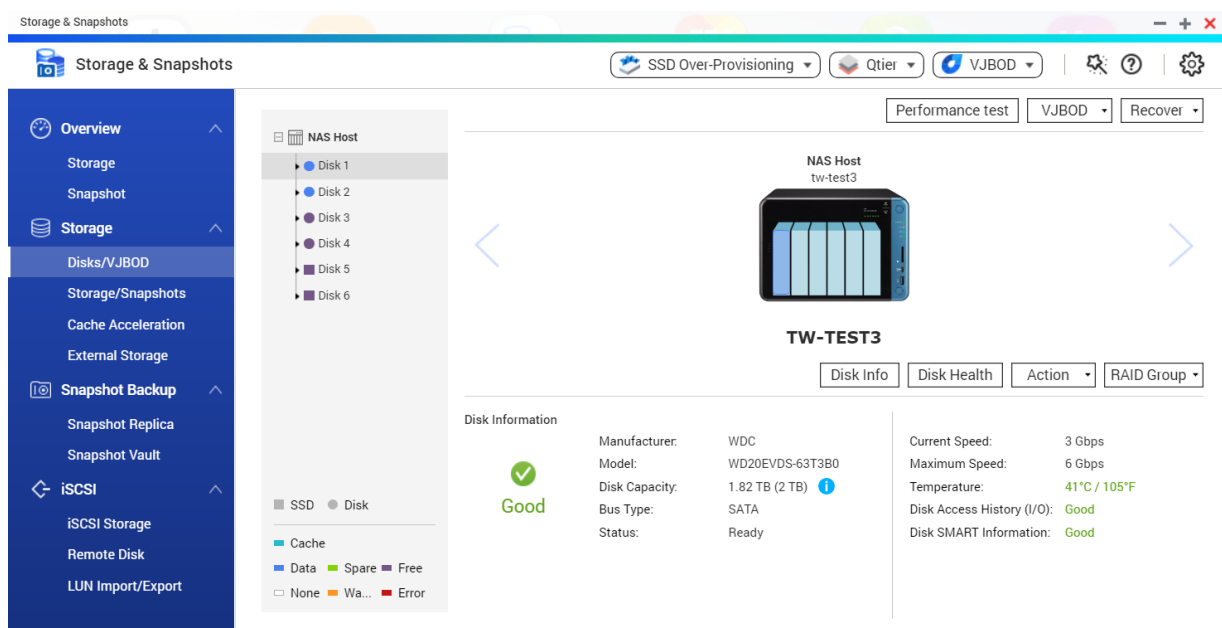 Storage & Snapshots
Storage & Snapshots
SSD Over-Provisioning
Qtier
VJBOD
Overview
Storage
Snapshot
Storage
Disks/VJBOD
Storage/Snapshots
Cache Acceleration
External Storage
Snapshot Backup
Snapshot Replica
Snapshot Vault
iSCSI
iSCSI Storage
Remote Disk
LUN Import/Export
NAS Host
Disk 1
Disk 2
Disk 3
Disk 4
Disk 5
Disk 6
SSD Disk
Cache
Data Spare Free
None Wa... Error
Performance test VJBOD Recover
NAS Host
tw-test3
TW-TEST3
Disk Info Disk Health Action RAID Group
Disk Information
Good
Manufacturer: WDC
Model: WD20EVDS-63T3B0
Disk Capacity: 1.82 TB (2 TB)
Bus Type: SATA
Status: Ready
Current Speed: 3 Gbps
Maximum Speed: 6 Gbps
Temperature: 41°C / 105°F
Disk Access History (I/O): Good
Disk SMART Information: Good